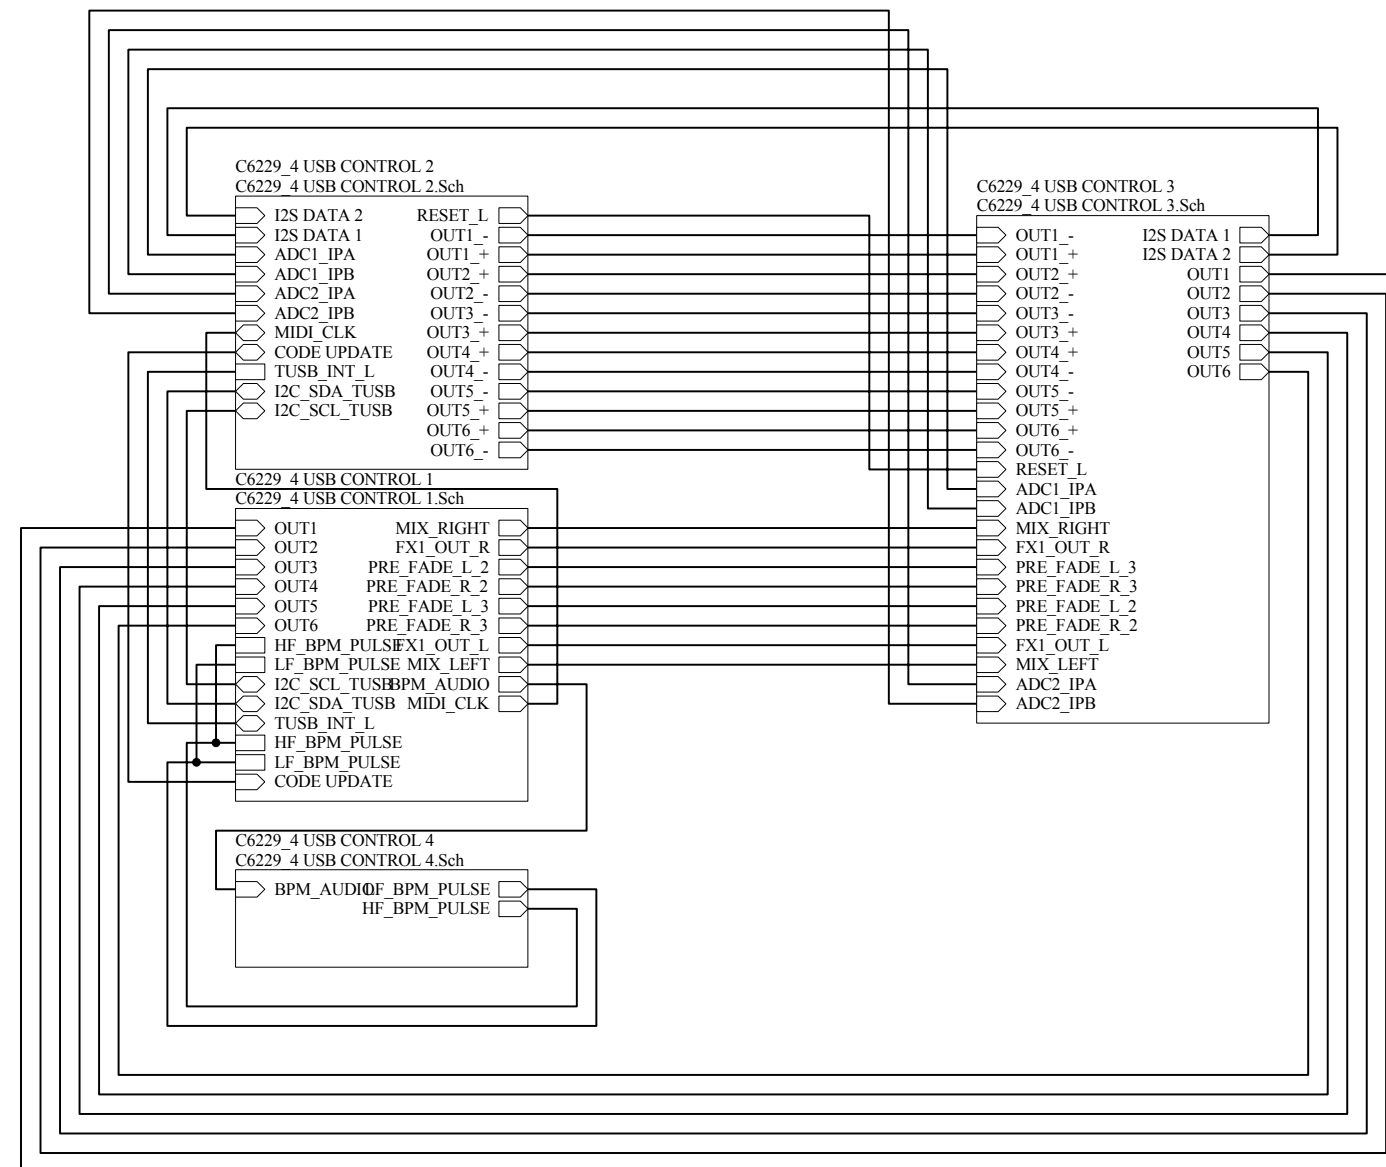 C6229_4 USB CONTROL 2
C6229_4 USB CONTROL 2.Sch
I2S DATA 2 RESET_L
I2S DATA 1 OUT1_-
ADC1_IPA OUT1_+
ADC1_IPB OUT2_+
ADC2_IPA OUT2_-
ADC2_IPB OUT3_-
MIDI_CLK OUT3_+
CODE UPDATE OUT4_+
TUSB_INT_L OUT4_-
I2C_SDA_TUSB OUT5_-
I2C_SCL_TUSB OUT5_+
OUT6_+
OUT6_-
C6229_4 USB CONTROL 1
C6229_4 USB CONTROL 1.Sch
OUT1 MIX_RIGHT
OUT2 FX1_OUT_R
OUT3 PRE_FADE_L_2
OUT4 PRE_FADE_R_2
OUT5 PRE_FADE_L_3
OUT6 PRE_FADE_R_3
HF_BPM_PULSE FX1_OUT_L
LF_BPM_PULSE MIX_LEFT
I2C_SCL_TUSB BPM_AUDIO
I2C_SDA_TUSB MIDI_CLK
TUSB_INT_L
HF_BPM_PULSE
LF_BPM_PULSE
CODE UPDATE
C6229_4 USB CONTROL 4
C6229_4 USB CONTROL 4.Sch
BPM_AUDIO LF_BPM_PULSE
HF_BPM_PULSE
C6229_4 USB CONTROL 3
C6229_4 USB CONTROL 3.Sch
OUT1_- I2S DATA 1
OUT1_+ I2S DATA 2
OUT2_+ OUT1
OUT2_- OUT2
OUT3_- OUT3
OUT3_+ OUT4
OUT4_+ OUT5
OUT4_- OUT6
OUT5_-
OUT5_+
OUT6_+
OUT6_-
RESET_L
ADC1_IPA
ADC1_IPB
MIX_RIGHT
FX1_OUT_R
PRE_FADE_L_3
PRE_FADE_R_3
PRE_FADE_L_2
PRE_FADE_R_2
FX1_OUT_L
MIX_LEFT
ADC2_IPA
ADC2_IPB